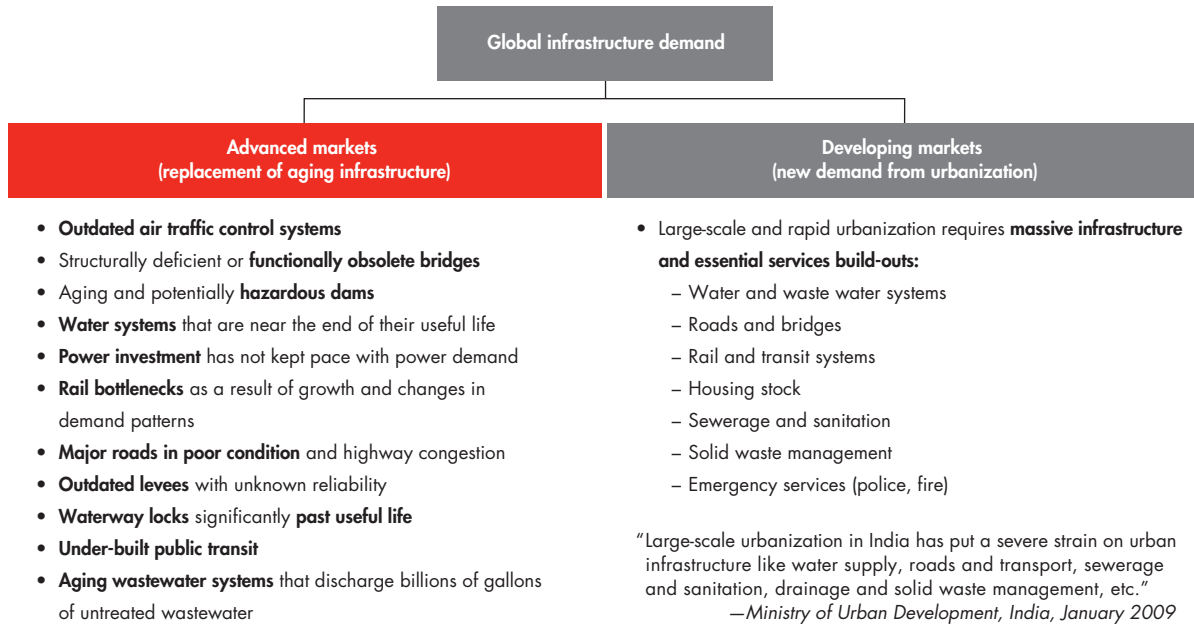 Global infrastructure demand
Advanced markets
(replacement of aging infrastructure)
• Outdated air traffic control systems
• Structurally deficient or functionally obsolete bridges
• Aging and potentially hazardous dams
• Water systems that are near the end of their useful life
• Power investment has not kept pace with power demand
• Rail bottlenecks as a result of growth and changes in
demand patterns
• Major roads in poor condition and highway congestion
• Outdated levees with unknown reliability
• Waterway locks significantly past useful life
• Under-built public transit
• Aging wastewater systems that discharge billions of gallons
of untreated wastewater
Developing markets
(new demand from urbanization)
• Large-scale and rapid urbanization requires massive infrastructure
and essential services build-outs:
– Water and waste water systems
– Roads and bridges
– Rail and transit systems
– Housing stock
– Sewerage and sanitation
– Solid waste management
– Emergency services (police, fire)
“Large-scale urbanization in India has put a severe strain on urban
infrastructure like water supply, roads and transport, sewerage
and sanitation, drainage and solid waste management, etc.”
—Ministry of Urban Development, India, January 2009